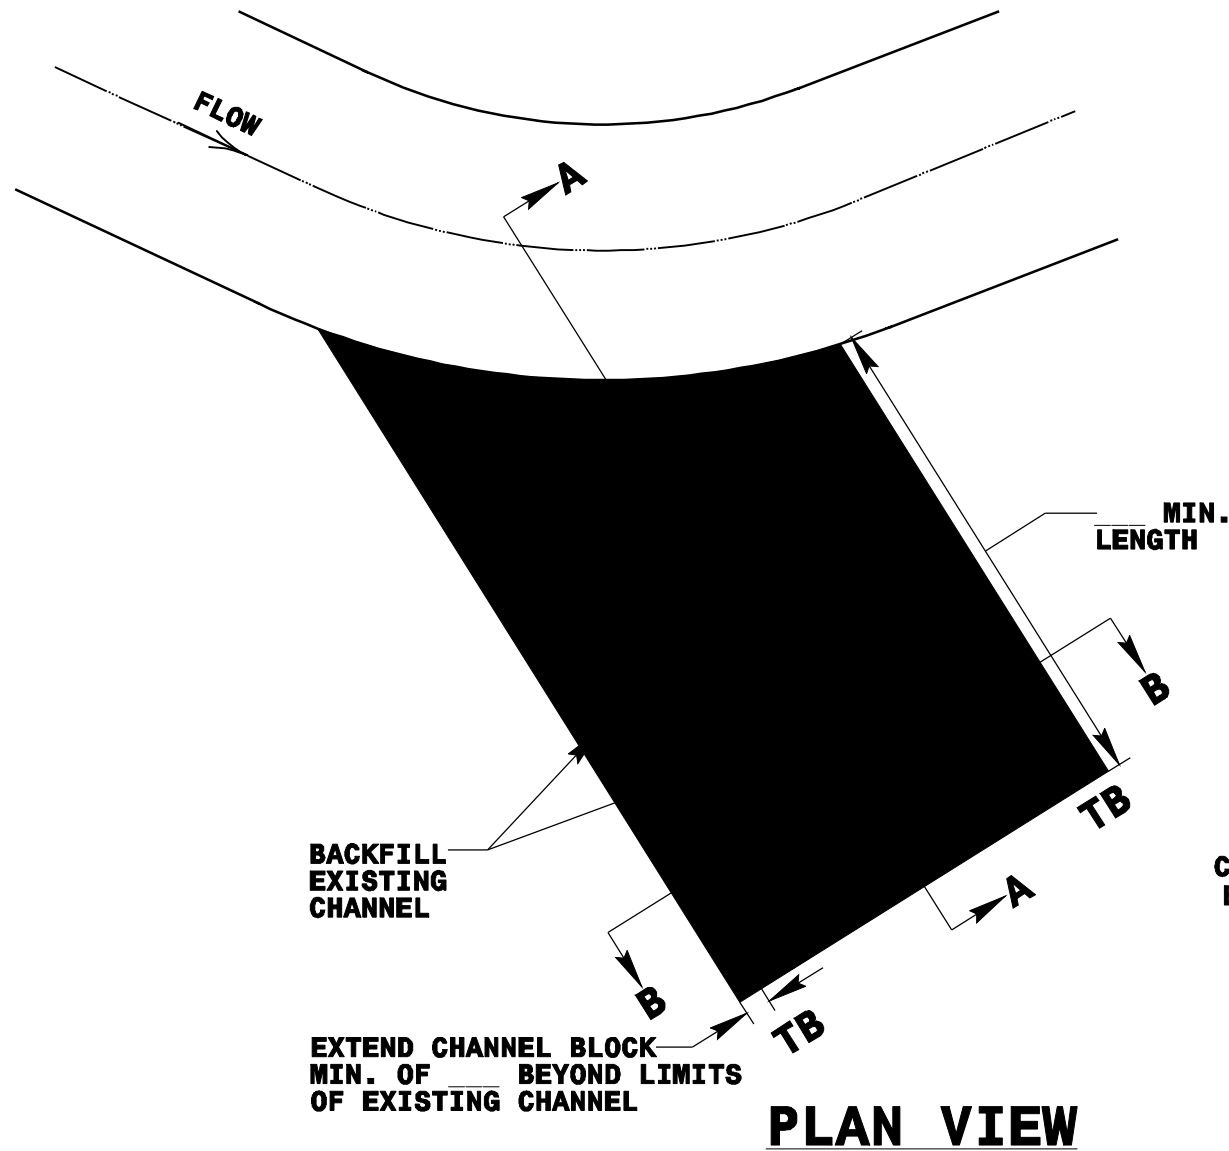 FLOW
A
___ MIN.
LENGTH
B
TB
BACKFILL
EXISTING
CHANNEL
A
C
B
TB
EXTEND CHANNEL BLOCK
MIN. OF ___ BEYOND LIMITS
OF EXISTING CHANNEL
PLAN VIEW